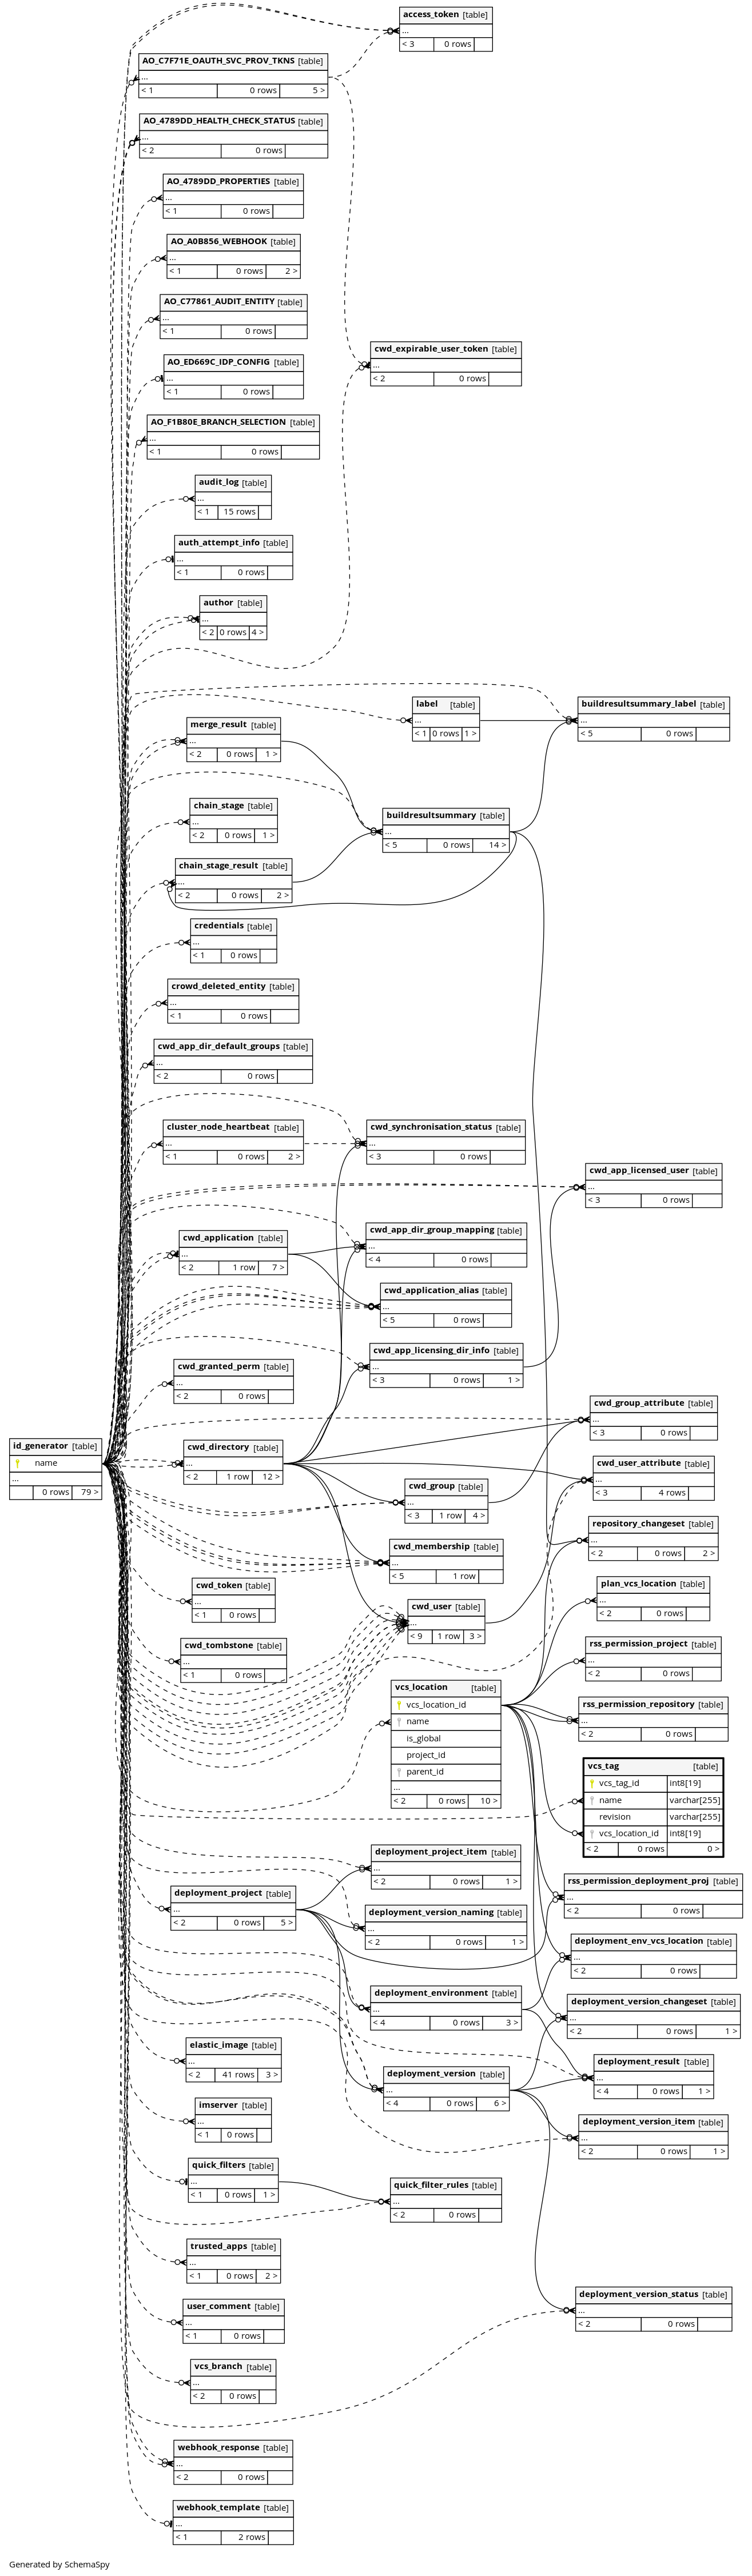 access_token [table]
...
< 3 0 rows
AO_C7F71E_OAUTH_SVC_PROV_TKNS [table]
...
< 1 0 rows 5 >
AO_4789DD_HEALTH_CHECK_STATUS [table]
...
< 2 0 rows
AO_4789DD_PROPERTIES [table]
...
< 1 0 rows
AO_A0B856_WEBHOOK [table]
...
< 1 0 rows 2 >
AO_C77861_AUDIT_ENTITY [table]
...
< 1 0 rows
cwd_expirable_user_token [table]
...
< 2 0 rows
AO_ED669C_IDP_CONFIG [table]
...
< 1 0 rows
AO_F1B80E_BRANCH_SELECTION [table]
...
< 1 0 rows
audit_log [table]
...
< 1 15 rows
auth_attempt_info [table]
...
< 1 0 rows
author [table]
...
< 2 0 rows 4 >
label [table]
...
< 1 0 rows 1 >
buildresultsummary_label [table]
...
< 5 0 rows
merge_result [table]
...
< 2 0 rows 1 >
chain_stage [table]
...
< 2 0 rows 1 >
buildresultsummary [table]
...
< 5 0 rows 14 >
chain_stage_result [table]
...
< 2 0 rows 2 >
credentials [table]
...
< 1 0 rows
crowd_deleted_entity [table]
...
< 1 0 rows
cwd_app_dir_default_groups [table]
...
< 2 0 rows
cluster_node_heartbeat [table]
...
< 1 0 rows 2 >
cwd_synchronisation_status [table]
...
< 3 0 rows
cwd_app_licensed_user [table]
...
< 3 0 rows
cwd_application [table]
...
< 2 1 row 7 >
cwd_app_dir_group_mapping [table]
...
< 4 0 rows
cwd_application_alias [table]
...
< 5 0 rows
cwd_app_licensing_dir_info [table]
...
< 3 0 rows 1 >
cwd_granted_perm [table]
...
< 2 0 rows
cwd_group_attribute [table]
...
< 3 0 rows
id_generator [table]
name
...
0 rows 79 >
cwd_directory [table]
...
< 2 1 row 12 >
cwd_user_attribute [table]
...
< 3 4 rows
cwd_group [table]
...
< 3 1 row 4 >
repository_changeset [table]
...
< 2 0 rows 2 >
cwd_membership [table]
...
< 5 1 row
cwd_token [table]
...
< 1 0 rows
plan_vcs_location [table]
...
< 2 0 rows
cwd_user [table]
...
< 9 1 row 3 >
cwd_tombstone [table]
...
< 1 0 rows
rss_permission_project [table]
...
< 2 0 rows
vcs_location [table]
vcs_location_id
name
is_global
project_id
parent_id
...
< 2 0 rows 10 >
rss_permission_repository [table]
...
< 2 0 rows
vcs_tag [table]
vcs_tag_id int8[19]
name varchar[255]
revision varchar[255]
vcs_location_id int8[19]
< 2 0 rows 0 >
deployment_project_item [table]
...
< 2 0 rows 1 >
rss_permission_deployment_proj [table]
...
< 2 0 rows
deployment_project [table]
...
< 2 0 rows 5 >
deployment_version_naming [table]
...
< 2 0 rows 1 >
deployment_env_vcs_location [table]
...
< 2 0 rows
deployment_environment [table]
...
< 4 0 rows 3 >
deployment_version_changeset [table]
...
< 2 0 rows 1 >
elastic_image [table]
...
< 2 41 rows 3 >
deployment_result [table]
...
< 4 0 rows 1 >
deployment_version [table]
...
< 4 0 rows 6 >
imserver [table]
...
< 1 0 rows
deployment_version_item [table]
...
< 2 0 rows 1 >
quick_filters [table]
...
< 1 0 rows 1 >
quick_filter_rules [table]
...
< 2 0 rows
trusted_apps [table]
...
< 1 0 rows 2 >
deployment_version_status [table]
...
< 2 0 rows
user_comment [table]
...
< 1 0 rows
vcs_branch [table]
...
< 2 0 rows
webhook_response [table]
...
< 2 0 rows
webhook_template [table]
...
< 1 2 rows
Generated by SchemaSpy